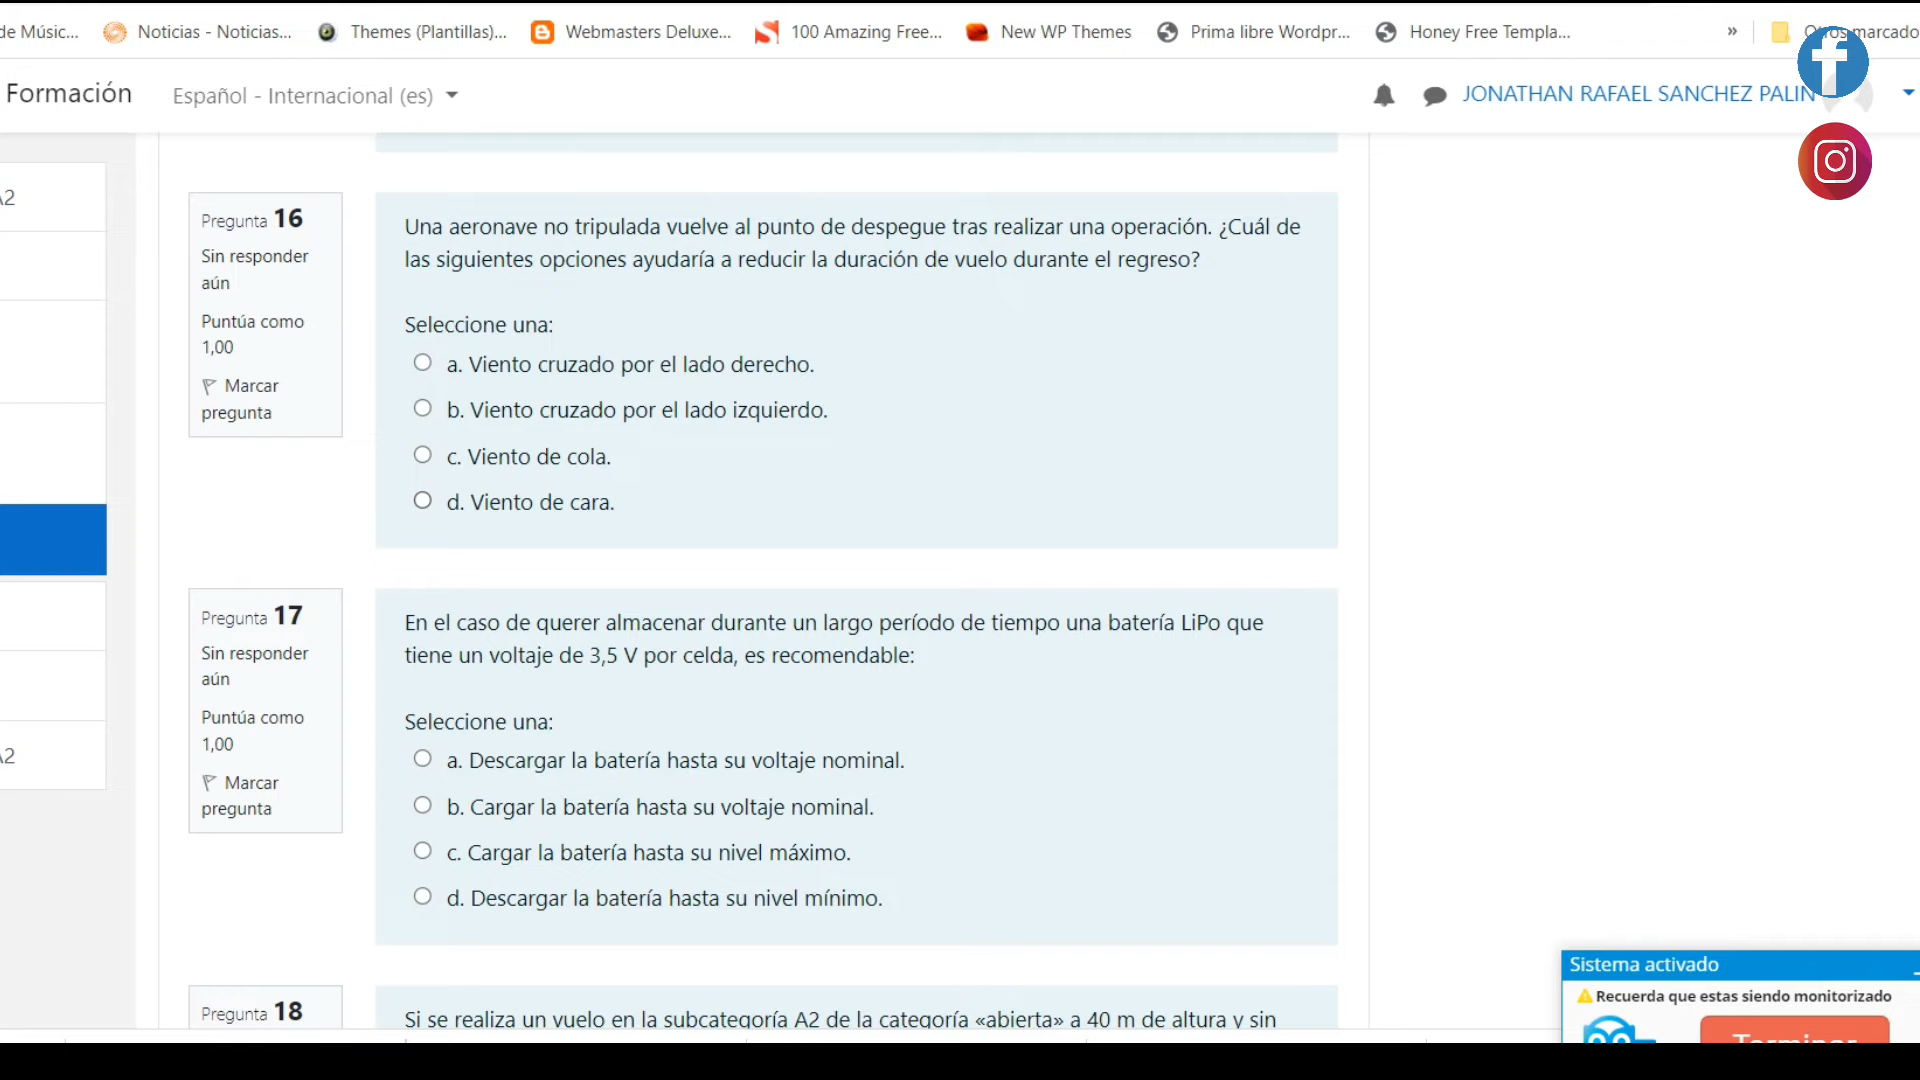 de Músic... Noticias - Noticias... Themes (Plantillas)... Webmasters Deluxe... 100 Amazing Free... New WP Themes Prima libre Wordpr... Honey Free Templa... » Otros marcado
Formación Español - Internacional (es) JONATHAN RAFAEL SANCHEZ PALIN
A2
Pregunta 16
Sin responder
aún
Puntúa como
1,00
Marcar
pregunta
Una aeronave no tripulada vuelve al punto de despegue tras realizar una operación. ¿Cuál de
las siguientes opciones ayudaría a reducir la duración de vuelo durante el regreso?
Seleccione una:
a. Viento cruzado por el lado derecho.
b. Viento cruzado por el lado izquierdo.
c. Viento de cola.
d. Viento de cara.
Pregunta 17
Sin responder
aún
Puntúa como
1,00
Marcar
pregunta
En el caso de querer almacenar durante un largo período de tiempo una batería LiPo que
tiene un voltaje de 3,5 V por celda, es recomendable:
Seleccione una:
a. Descargar la batería hasta su voltaje nominal.
b. Cargar la batería hasta su voltaje nominal.
c. Cargar la batería hasta su nivel máximo.
d. Descargar la batería hasta su nivel mínimo.
A2
Pregunta 18
Si se realiza un vuelo en la subcategoría A2 de la categoría «abierta» a 40 m de altura y sin
Sistema activado
Recuerda que estas siendo monitorizado
Terminar